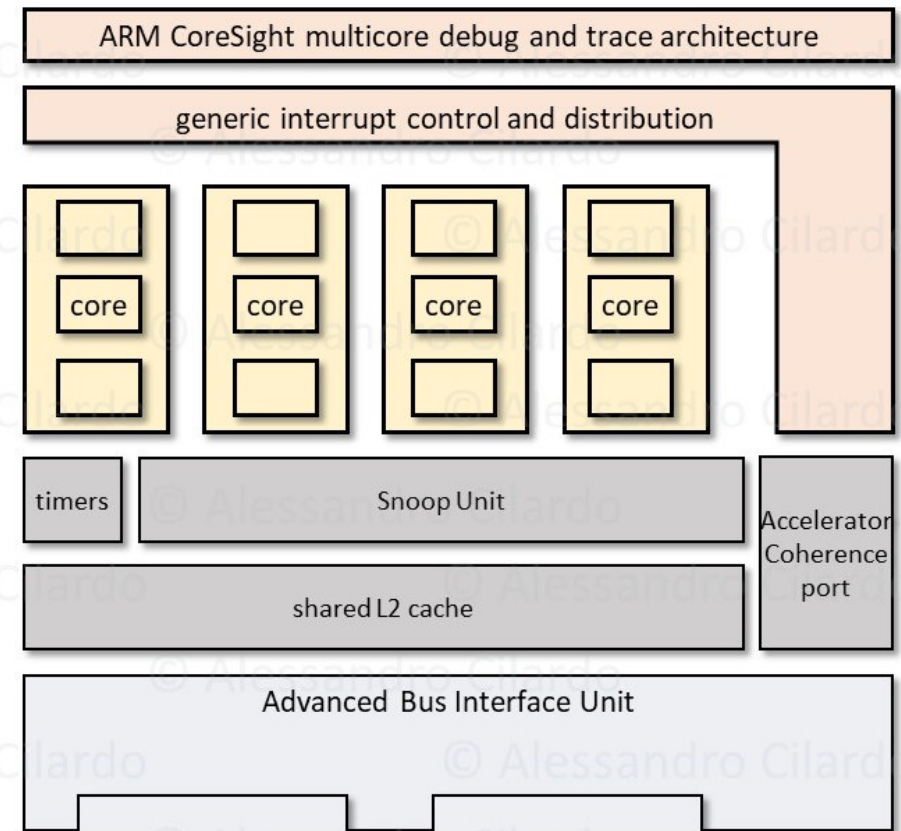 ARM CoreSight multicore debug and trace architecture
generic interrupt control and distribution
core
core
core
core
timers
Snoop Unit
Accelerator
Coherence
port
shared L2 cache
Advanced Bus Interface Unit
© Alessandro Cilardo